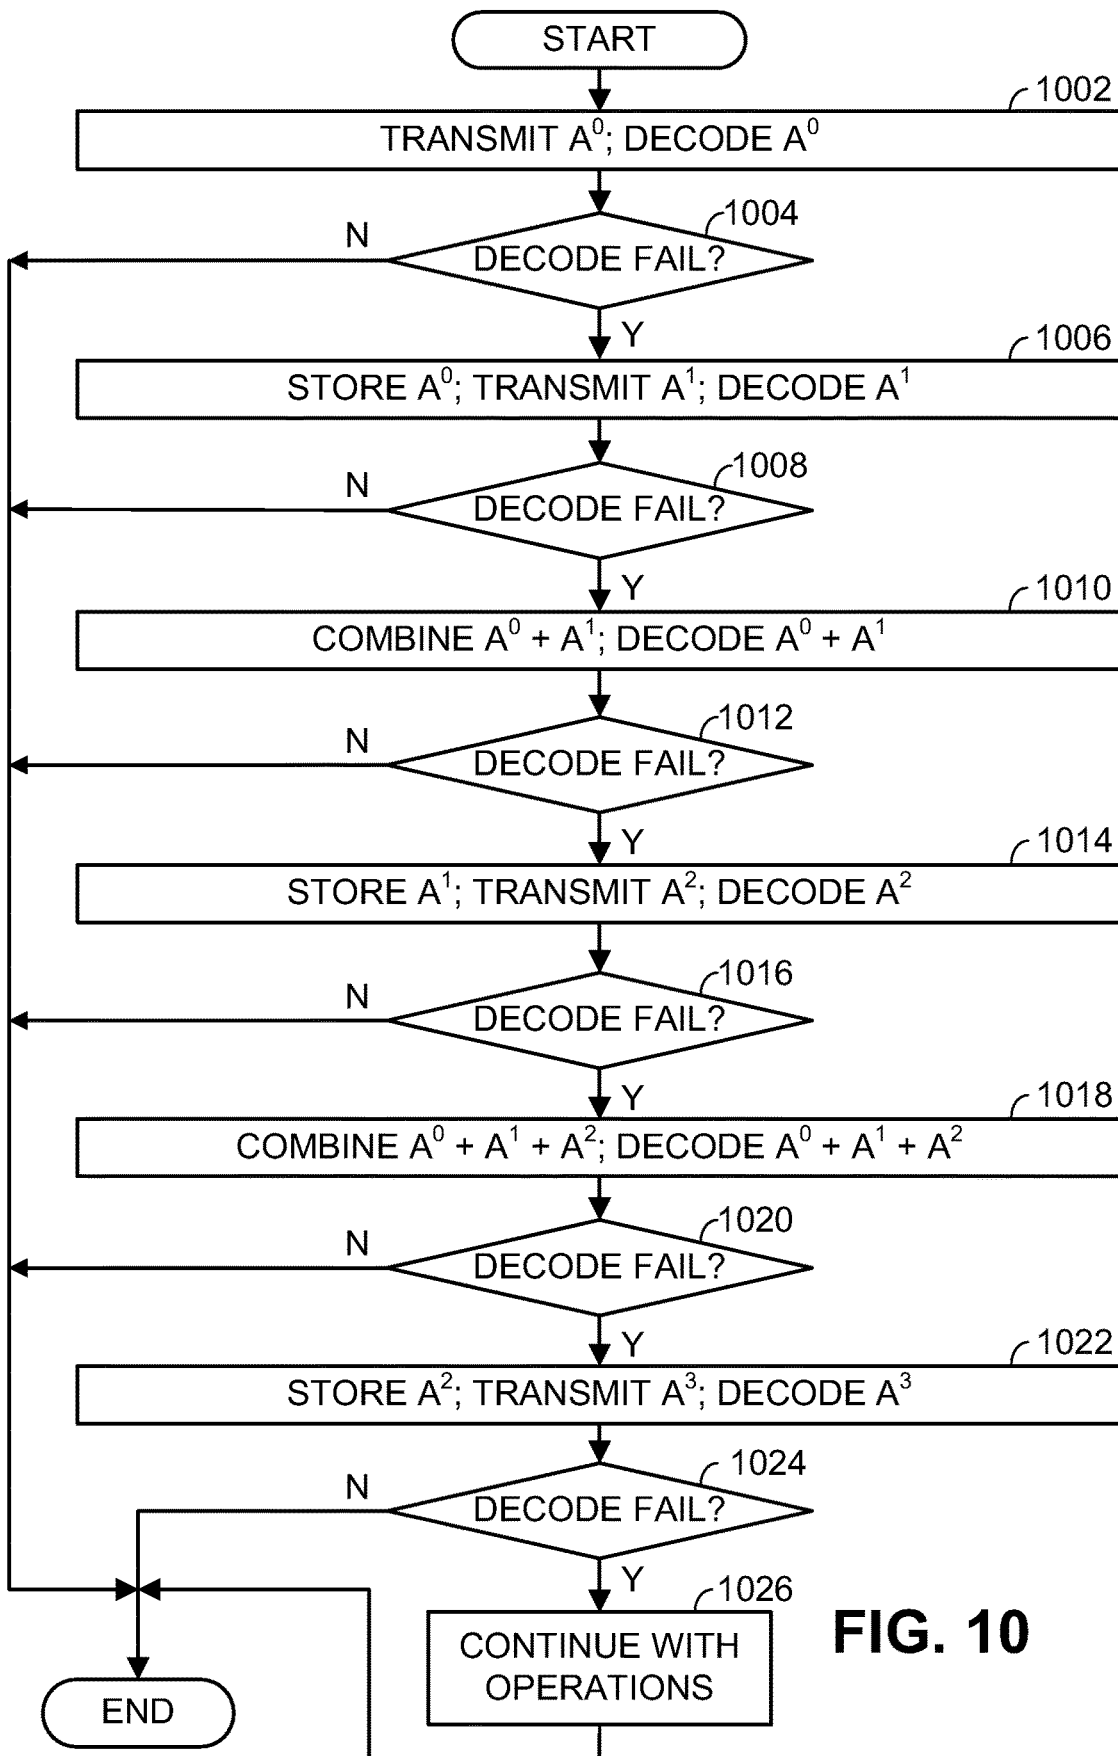 START
1002
TRANSMIT A⁰; DECODE A⁰
1004
N
DECODE FAIL?
Y
1006
STORE A⁰; TRANSMIT A¹; DECODE A¹
1008
N
DECODE FAIL?
Y
1010
COMBINE A⁰ + A¹; DECODE A⁰ + A¹
1012
N
DECODE FAIL?
Y
1014
STORE A¹; TRANSMIT A²; DECODE A²
1016
N
DECODE FAIL?
Y
1018
COMBINE A⁰ + A¹ + A²; DECODE A⁰ + A¹ + A²
1020
N
DECODE FAIL?
Y
1022
STORE A²; TRANSMIT A³; DECODE A³
1024
N
DECODE FAIL?
Y
1026
CONTINUE WITH
OPERATIONS
FIG. 10
END